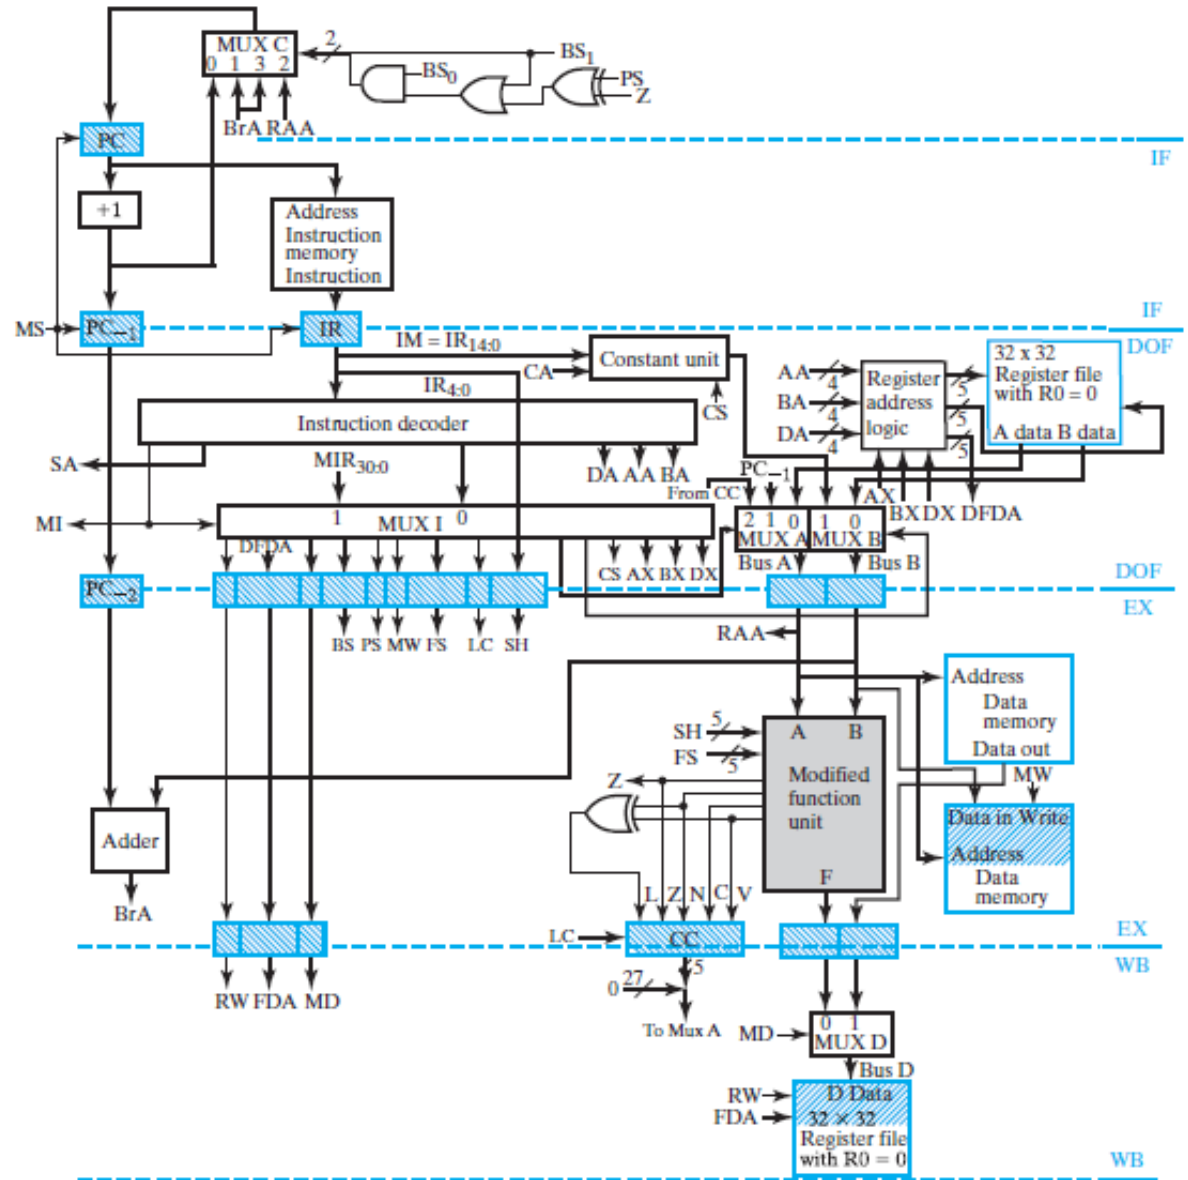 MUX C
0 1 3 2
2
BS1
BS0
PS
Z
BrA RAA
PC
IF
+1
Address
Instruction
memory
Instruction
MS
PC–1
IR
IF
DOF
IM = IR14:0
CA
Constant unit
CS
IR4:0
AA
4
BA
4
DA
4
Register
address
logic
5
5
5
32 x 32
Register file
with R0 = 0
A data B data
Instruction decoder
SA
MIR30:0
DA AA BA
PC–1
From CC
AX
BX DX DFDA
MI
1 MUX I 0
2 1 0 1 0
MUX A MUX B
DFDA
CS AX BX DX
Bus A
Bus B
PC–2
DOF
EX
BS PS MW FS LC SH
RAA
Address
Data
memory
Data out
SH
5
FS
5
A B
Modified
function
unit
F
Z
MW
Data in Write
Address
Data
memory
Adder
BrA
L Z N C V
LC
CC
EX
WB
5
0
27
To Mux A
RW FDA MD
MD
0 1
MUX D
Bus D
RW
FDA
D Data
32 × 32
Register file
with R0 = 0
WB